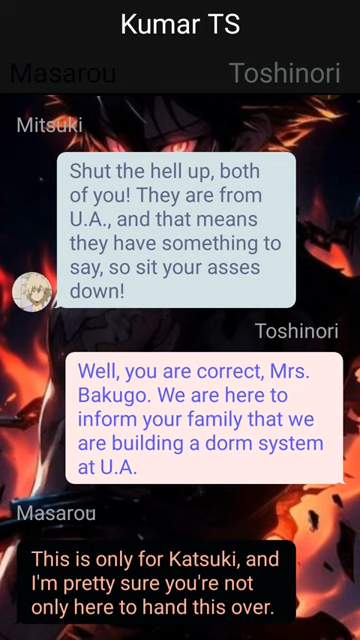 Kumar TS
Masarou Toshinori
Mitsuki
Shut the hell up, both
of you! They are from
U.A., and that means
they have something to
say, so sit your asses
down!
Toshinori
Well, you are correct, Mrs.
Bakugo. We are here to
inform your family that we
are building a dorm system
at U.A.
Masarou
This is only for Katsuki, and
I'm pretty sure you're not
only here to hand this over.